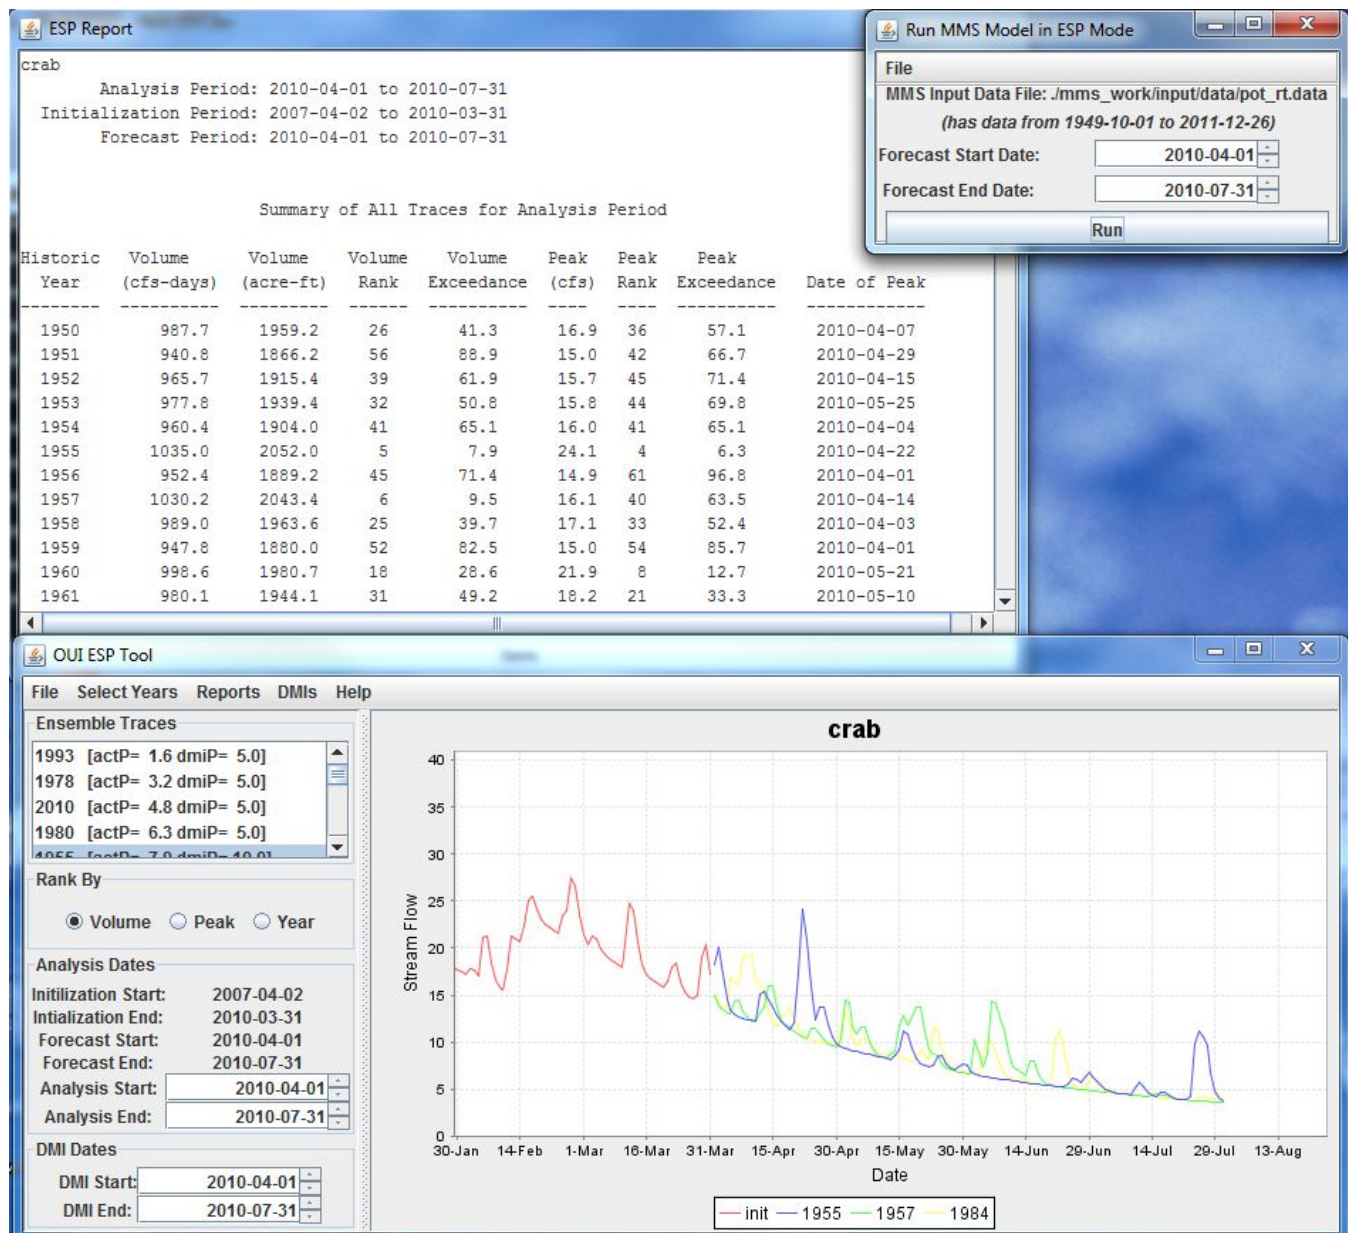 ESP Report
crab
Analysis Period: 2010-04-01 to 2010-07-31
Initialization Period: 2007-04-02 to 2010-03-31
Forecast Period: 2010-04-01 to 2010-07-31
Summary of All Traces for Analysis Period
Historic Volume Volume Volume Volume Peak Peak Peak
Year (cfs-days) (acre-ft) Rank Exceedance (cfs) Rank Exceedance Date of Peak
-------- ---------- --------- ------ ---------- ---- ---- ---------- ------------
1950 987.7 1959.2 26 41.3 16.9 36 57.1 2010-04-07
1951 940.8 1866.2 56 88.9 15.0 42 66.7 2010-04-29
1952 965.7 1915.4 39 61.9 15.7 45 71.4 2010-04-15
1953 977.8 1939.4 32 50.8 15.8 44 69.8 2010-05-25
1954 960.4 1904.0 41 65.1 16.0 41 65.1 2010-04-04
1955 1035.0 2052.0 5 7.9 24.1 4 6.3 2010-04-22
1956 952.4 1889.2 45 71.4 14.9 61 96.8 2010-04-01
1957 1030.2 2043.4 6 9.5 16.1 40 63.5 2010-04-14
1958 989.0 1963.6 25 39.7 17.1 33 52.4 2010-04-03
1959 947.8 1880.0 52 82.5 15.0 54 85.7 2010-04-01
1960 998.6 1980.7 18 28.6 21.9 8 12.7 2010-05-21
1961 980.1 1944.1 31 49.2 18.2 21 33.3 2010-05-10
Run MMS Model in ESP Mode
File
MMS Input Data File: ./mms_work/input/data/pot_rt.data
(has data from 1949-10-01 to 2011-12-26)
Forecast Start Date: 2010-04-01
Forecast End Date: 2010-07-31
Run
OUI ESP Tool
File Select Years Reports DMIs Help
Ensemble Traces
1993 [actP= 1.6 dmiP= 5.0]
1978 [actP= 3.2 dmiP= 5.0]
2010 [actP= 4.8 dmiP= 5.0]
1980 [actP= 6.3 dmiP= 5.0]
1955 [actP= 7.9 dmiP= 10.0]
Rank By
Volume Peak Year
Analysis Dates
Initilization Start: 2007-04-02
Intialization End: 2010-03-31
Forecast Start: 2010-04-01
Forecast End: 2010-07-31
Analysis Start: 2010-04-01
Analysis End: 2010-07-31
DMI Dates
DMI Start: 2010-04-01
DMI End: 2010-07-31
crab
Stream Flow
40
35
30
25
20
15
10
5
0
30-Jan 14-Feb 1-Mar 16-Mar 31-Mar 15-Apr 30-Apr 15-May 30-May 14-Jun 29-Jun 14-Jul 29-Jul 13-Aug
Date
init 1955 1957 1984